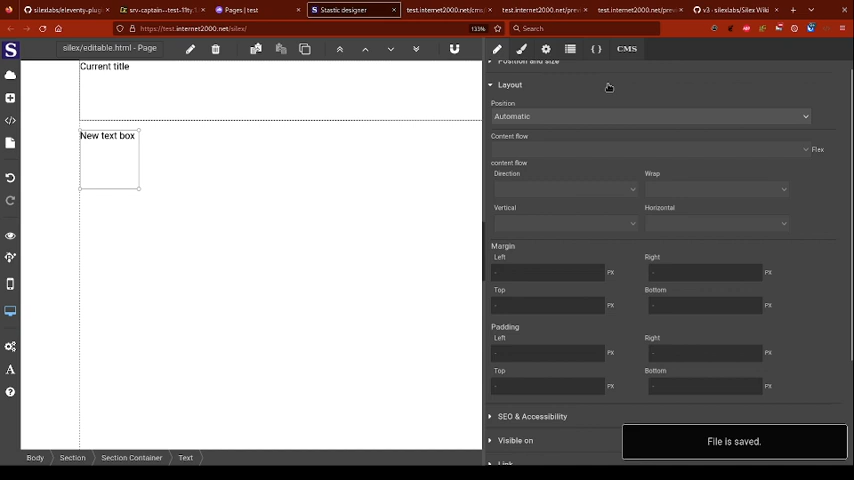 silexlabs/eleventy-plug
srv-captain--test-11ty 1
Pages | test
Stastic designer
test.internet2000.net/cm
test.internet2000.net/prev
test.internet2000.net/prev
v3 · silexlabs/Silex Wiki
https://test.internet2000.net/silex/
133%
Search
S
silex/editable.html - Page
CMS
Current title
New text box
Position and size
Layout
Position
Automatic
Content flow
Flex
content flow
Direction
Wrap
Vertical
Horizontal
Margin
Left
Right
- PX
- PX
Top
Bottom
- PX
- PX
Padding
Left
Right
- PX
- PX
Top
Bottom
- PX
- PX
SEO & Accessibility
Visible on
Link
File is saved.
Body
Section
Section Container
Text